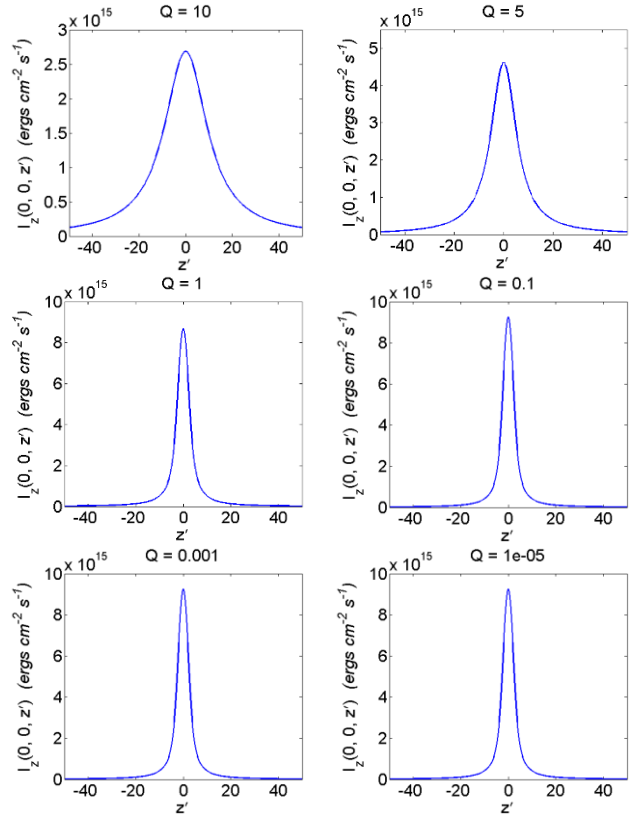 x 10^15 Q = 10
3
2.5
2
1.5
1
0.5
0
I_z(0, 0, z') (ergs cm^-2 s^-1)
-40 -20 0 20 40
z'
x 10^15 Q = 5
5
4
3
2
1
0
I_z(0, 0, z') (ergs cm^-2 s^-1)
-40 -20 0 20 40
z'
x 10^15 Q = 1
10
8
6
4
2
0
I_z(0, 0, z') (ergs cm^-2 s^-1)
-40 -20 0 20 40
z'
x 10^15 Q = 0.1
10
8
6
4
2
0
I_z(0, 0, z') (ergs cm^-2 s^-1)
-40 -20 0 20 40
z'
x 10^15 Q = 0.001
10
8
6
4
2
0
I_z(0, 0, z') (ergs cm^-2 s^-1)
-40 -20 0 20 40
z'
x 10^15 Q = 1e-05
10
8
6
4
2
0
I_z(0, 0, z') (ergs cm^-2 s^-1)
-40 -20 0 20 40
z'